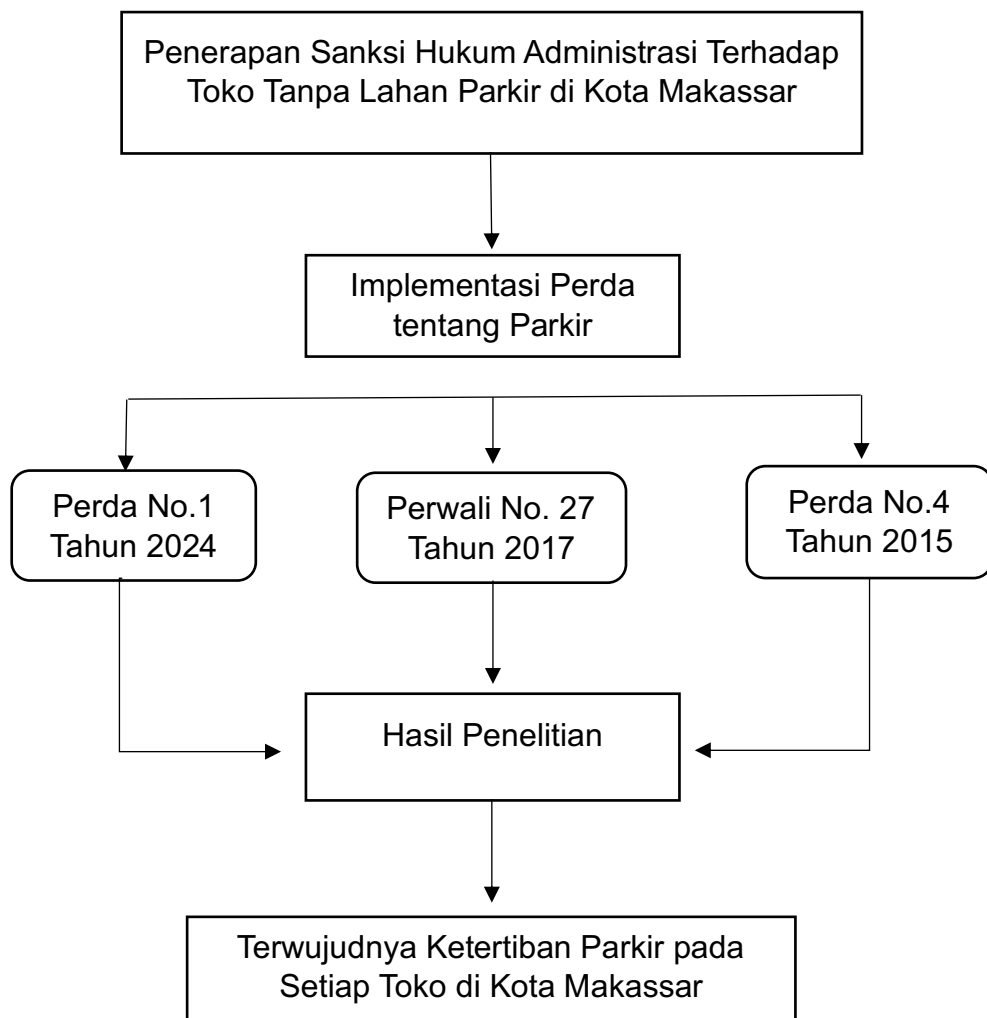 Penerapan Sanksi Hukum Administrasi Terhadap
Toko Tanpa Lahan Parkir di Kota Makassar
Implementasi Perda
tentang Parkir
Perda No.1
Tahun 2024
Perwali No. 27
Tahun 2017
Perda No.4
Tahun 2015
Hasil Penelitian
Terwujudnya Ketertiban Parkir pada
Setiap Toko di Kota Makassar